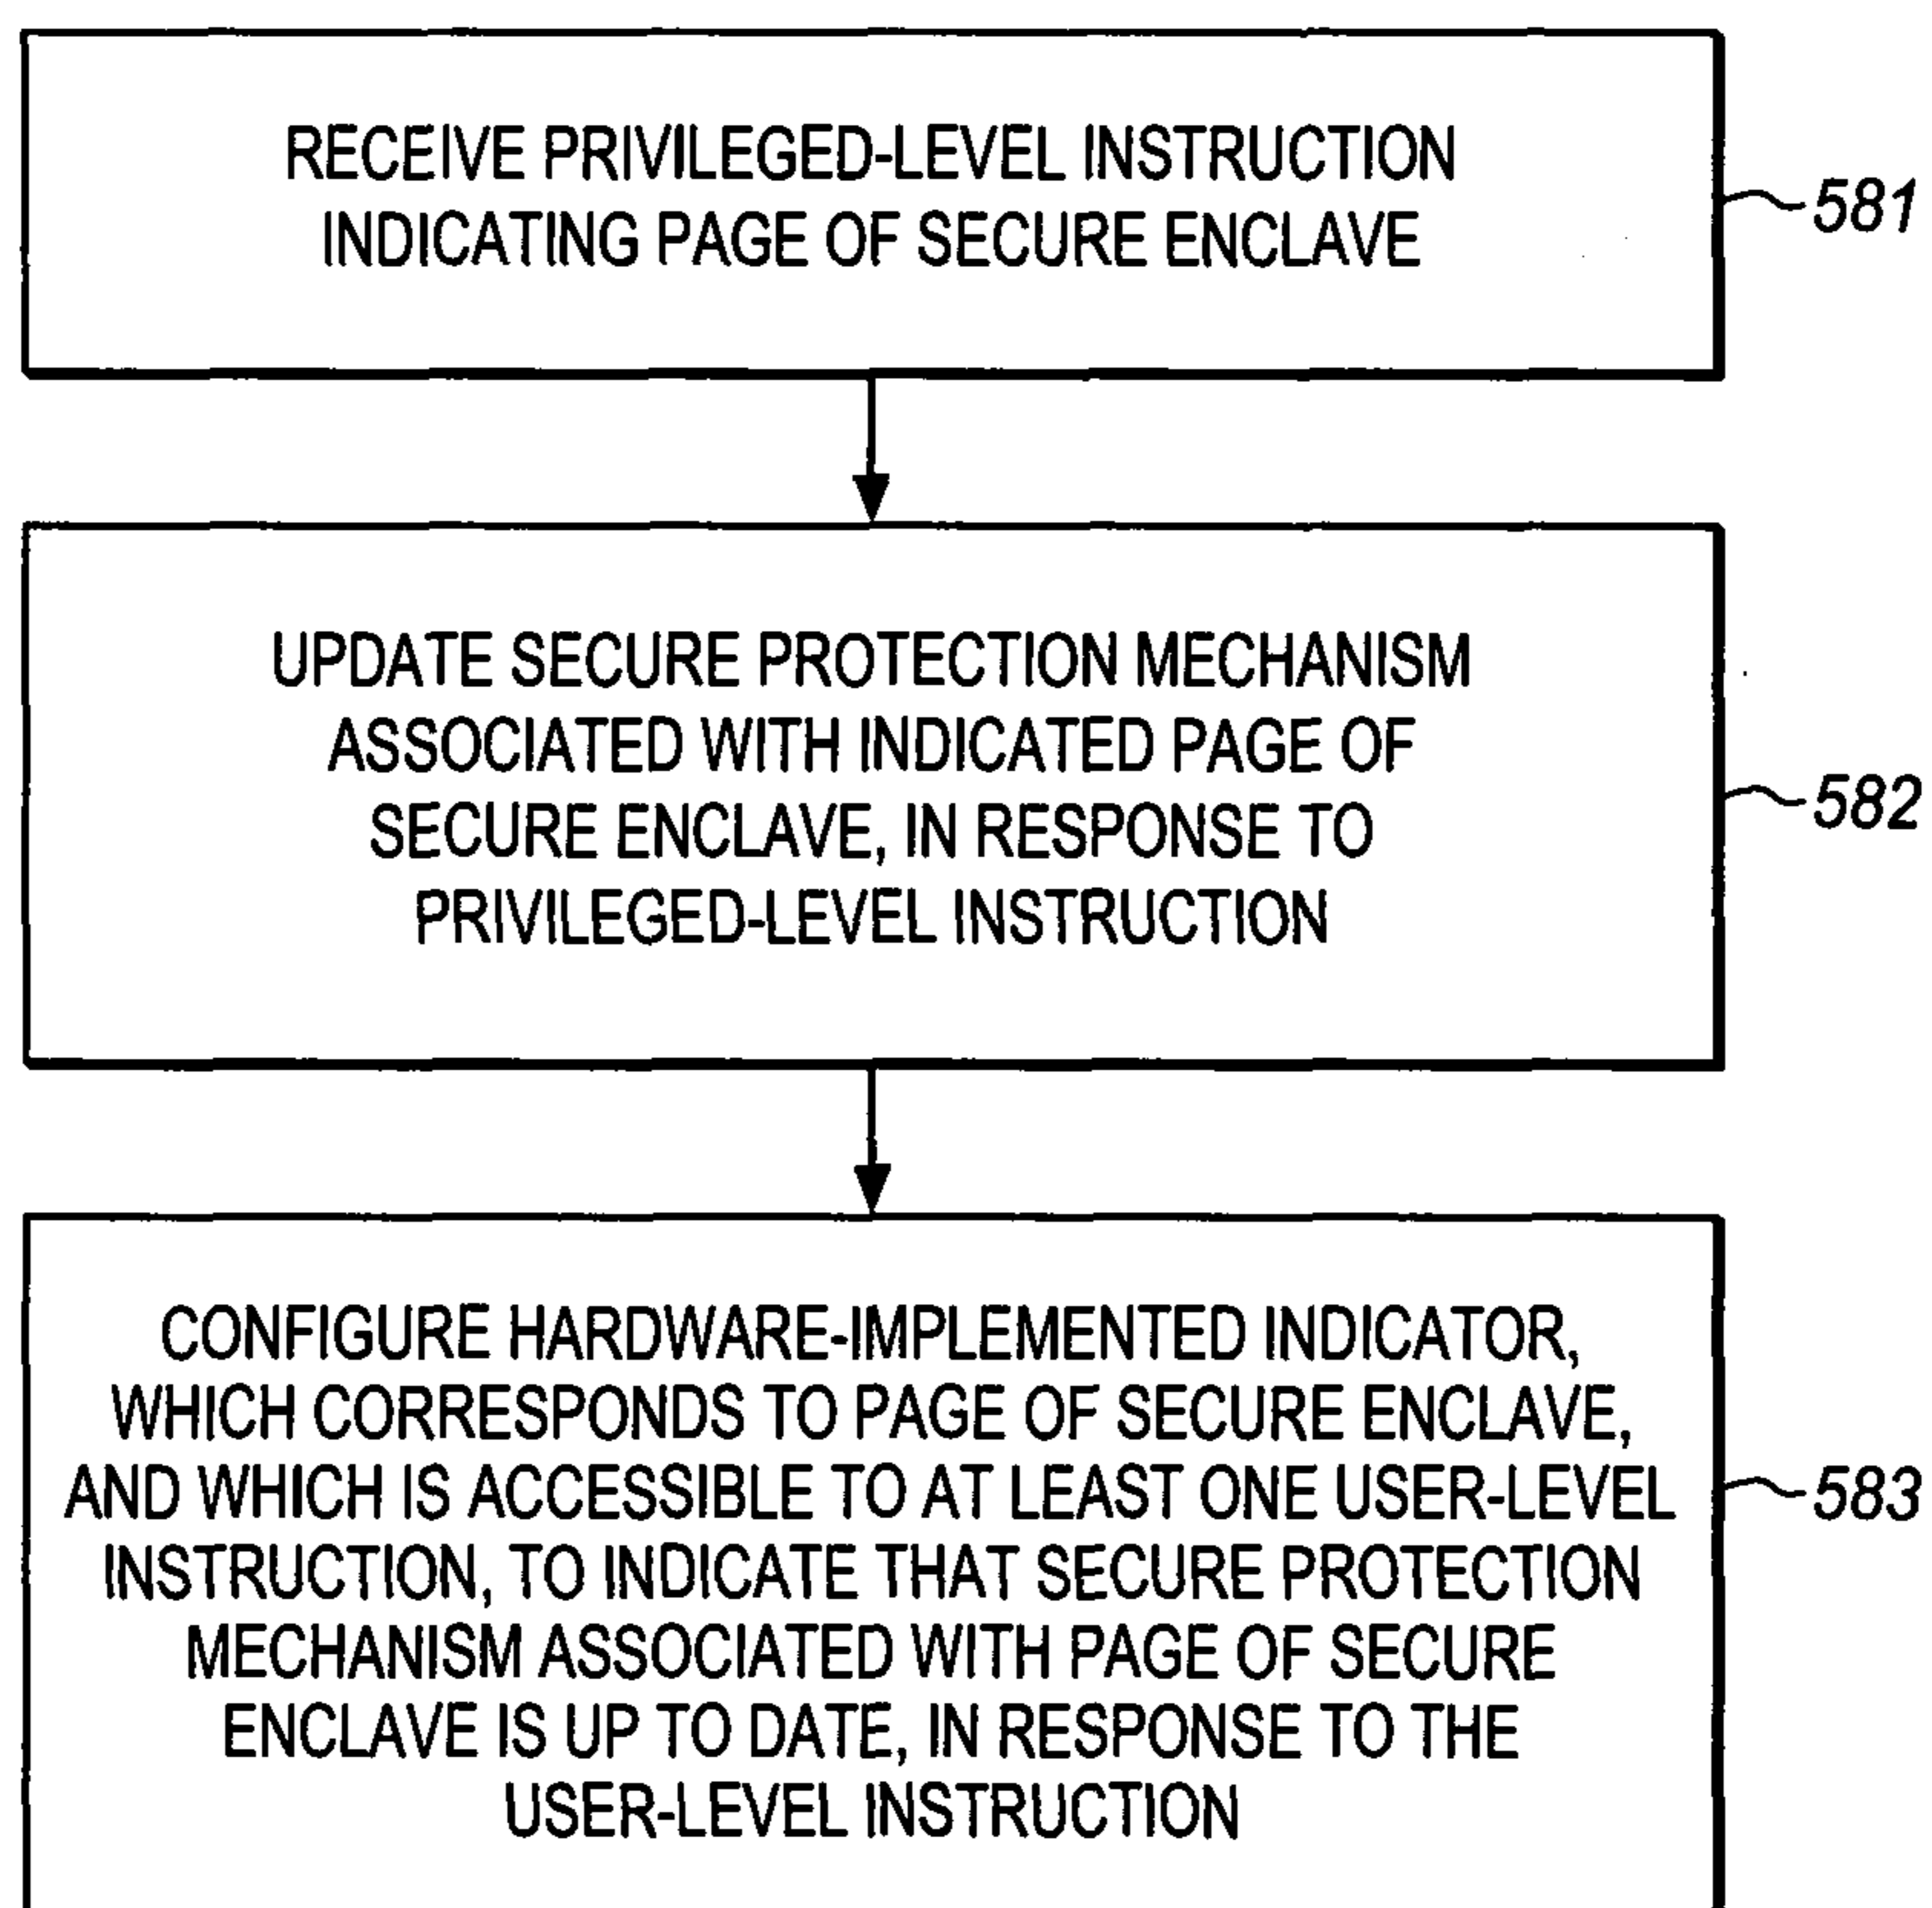 RECEIVE PRIVILEGED-LEVEL INSTRUCTION
INDICATING PAGE OF SECURE ENCLAVE
581
UPDATE SECURE PROTECTION MECHANISM
ASSOCIATED WITH INDICATED PAGE OF
SECURE ENCLAVE, IN RESPONSE TO
PRIVILEGED-LEVEL INSTRUCTION
582
CONFIGURE HARDWARE-IMPLEMENTED INDICATOR,
WHICH CORRESPONDS TO PAGE OF SECURE ENCLAVE,
AND WHICH IS ACCESSIBLE TO AT LEAST ONE USER-LEVEL
INSTRUCTION, TO INDICATE THAT SECURE PROTECTION
MECHANISM ASSOCIATED WITH PAGE OF SECURE
ENCLAVE IS UP TO DATE, IN RESPONSE TO THE
USER-LEVEL INSTRUCTION
583